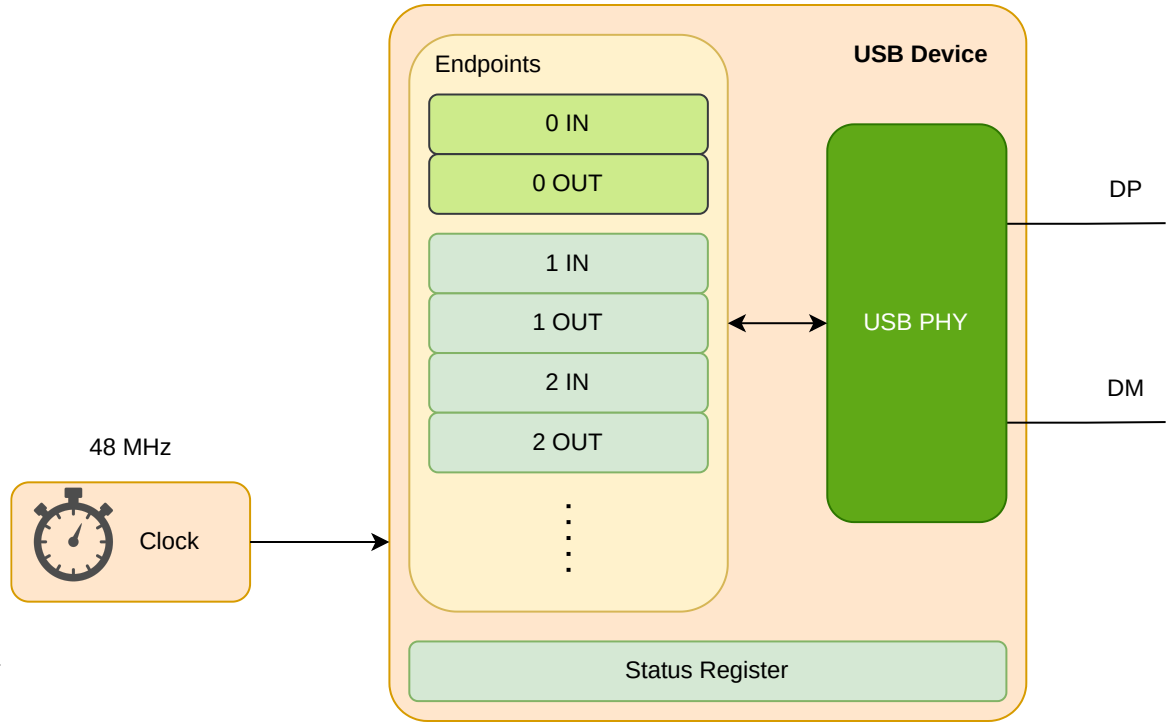 USB Device
Endpoints
0 IN
0 OUT
1 IN
1 OUT
2 IN
2 OUT
USB PHY
DP
DM
48 MHz
Clock
Status Register